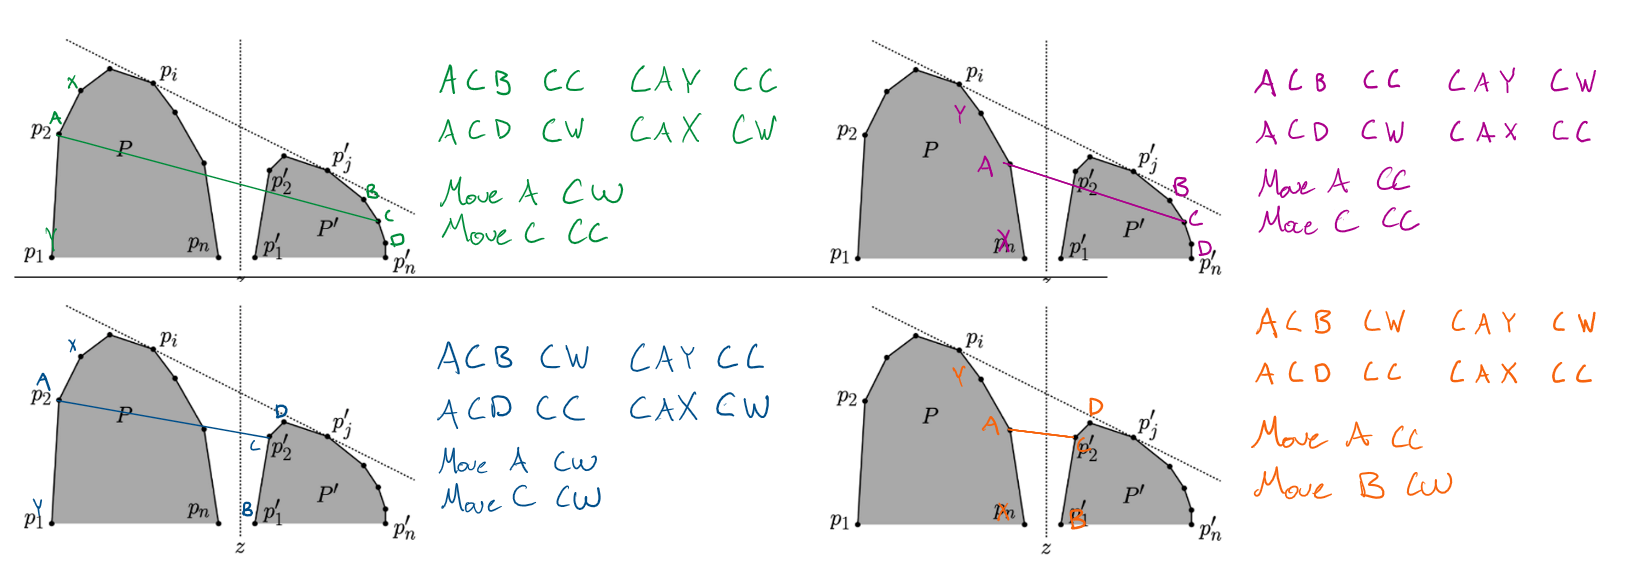 p_i
X
A
p_2
P
p'_j
p'_2
B
C
P'
Y
D
p_1
p_n
p'_1
p'_n
z
ACB CC CAY CC
ACD CW CAX CW
Move A CW
Move C CC
p_i
Y
p_2
P
A
p'_j
p'_2
B
C
P'
X
D
p_1
p_n
p'_1
p'_n
z
ACB CC CAY CW
ACD CW CAX CC
Move A CC
Move C CC
p_i
X
A
p_2
P
D
p'_j
C
p'_2
P'
Y
B
p_1
p_n
p'_1
p'_n
z
ACB CW CAY CC
ACD CC CAX CW
Move A CW
Move C CW
p_i
Y
p_2
P
A
D
p'_j
C
p'_2
P'
X
B
p_1
p_n
p'_1
p'_n
z
ACB CW CAY CW
ACD CC CAX CC
Move A CC
Move B CW